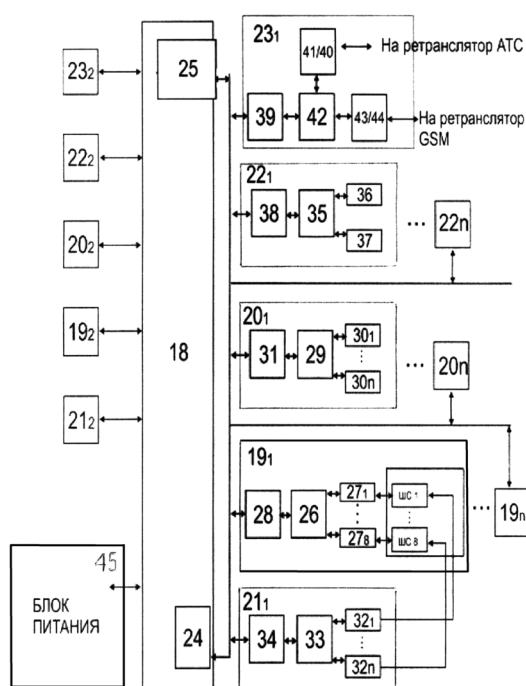 23₁
41/40
На ретранслятор АТС
23₂
25
39
42
43/44
На ретранслятор
GSM
22₂
22₁
38
35
36
37
...
22n
20₂
20₁
31
29
30₁
30n
...
20n
19₂
18
19₁
28
26
27₁
27₈
ШС 1
ШС 8
...
19n
21₂
45
БЛОК
ПИТАНИЯ
24
21₁
34
33
32₁
32n